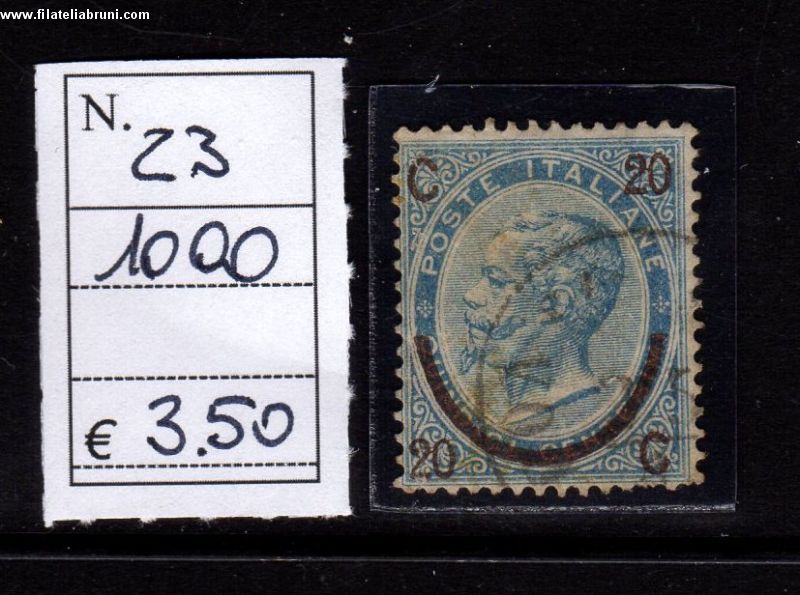 www.filateliabruni.com
N.
23
1000
€ 3.50
C 20
POSTE ITALIANE
20 C